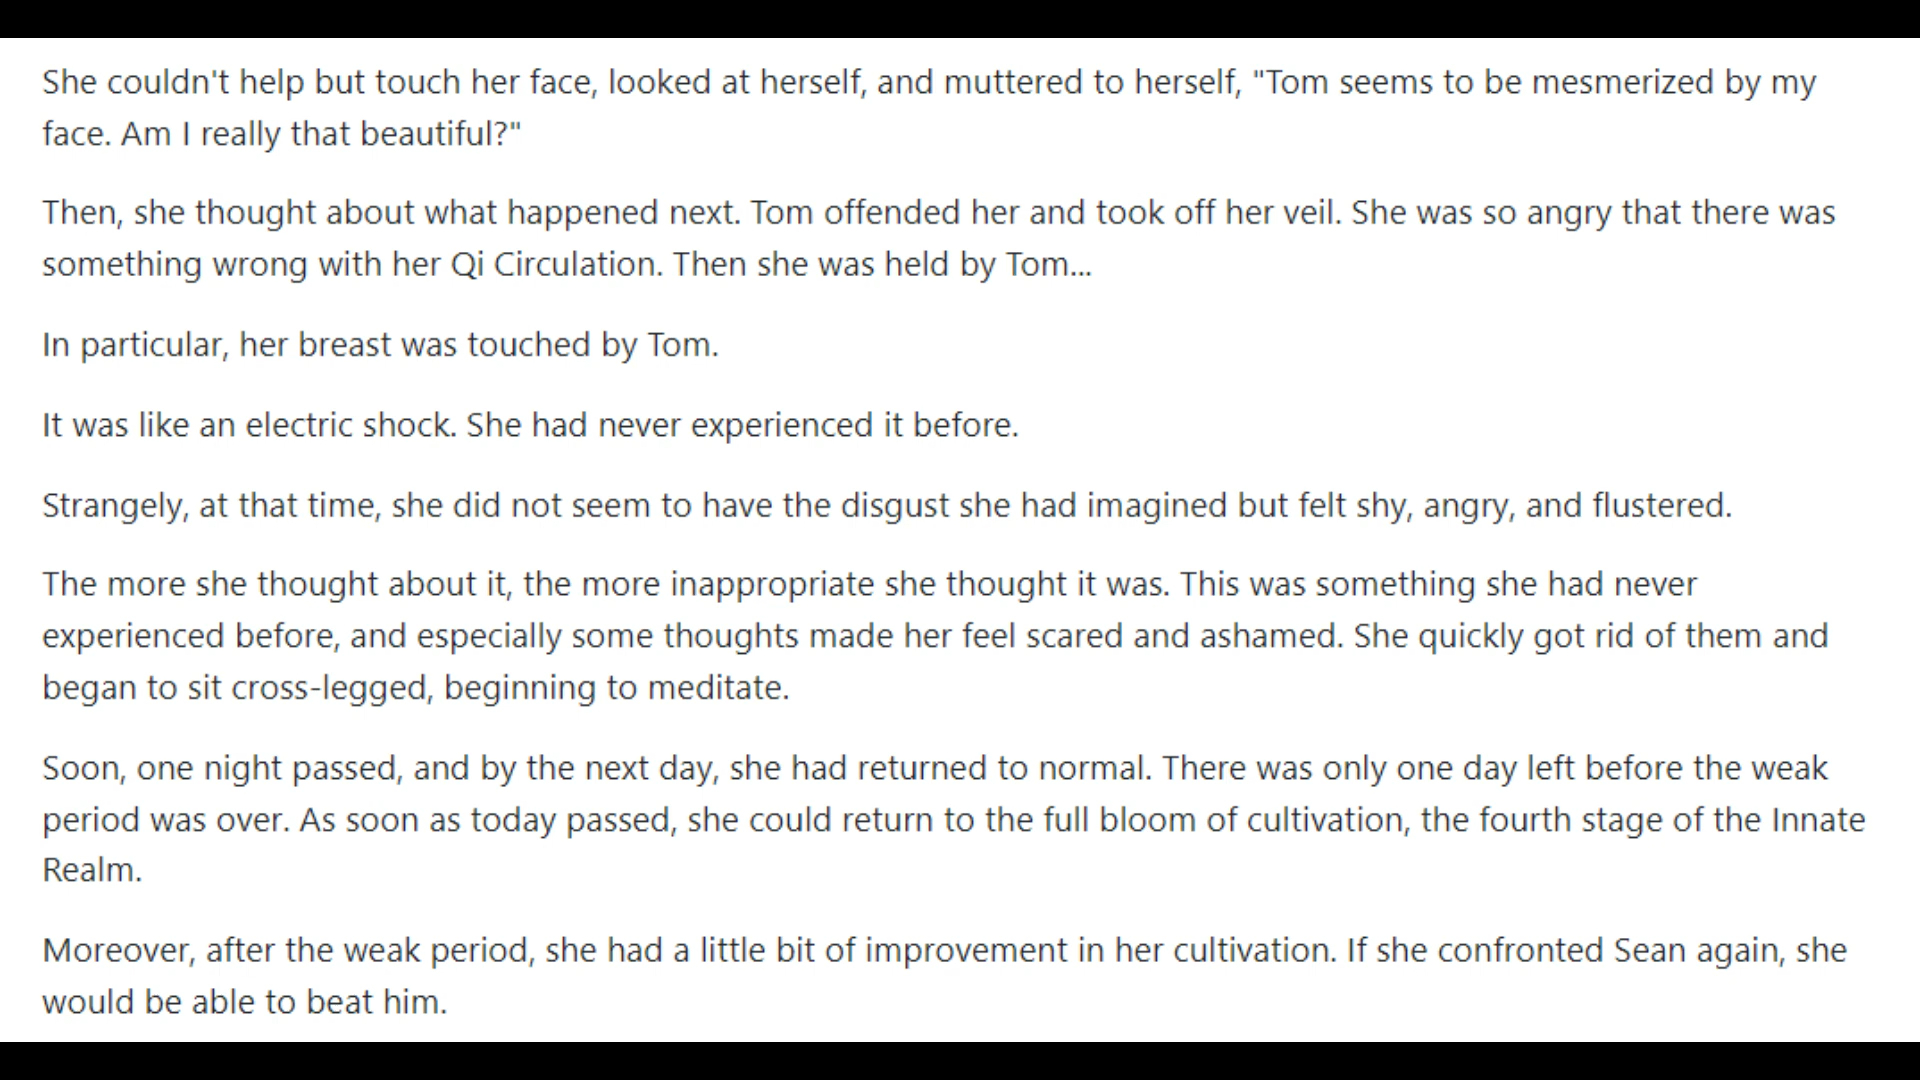 She couldn't help but touch her face, looked at herself, and muttered to herself, "Tom seems to be mesmerized by my
face. Am I really that beautiful?"
Then, she thought about what happened next. Tom offended her and took off her veil. She was so angry that there was
something wrong with her Qi Circulation. Then she was held by Tom...
In particular, her breast was touched by Tom.
It was like an electric shock. She had never experienced it before.
Strangely, at that time, she did not seem to have the disgust she had imagined but felt shy, angry, and flustered.
The more she thought about it, the more inappropriate she thought it was. This was something she had never
experienced before, and especially some thoughts made her feel scared and ashamed. She quickly got rid of them and
began to sit cross-legged, beginning to meditate.
Soon, one night passed, and by the next day, she had returned to normal. There was only one day left before the weak
period was over. As soon as today passed, she could return to the full bloom of cultivation, the fourth stage of the Innate
Realm.
Moreover, after the weak period, she had a little bit of improvement in her cultivation. If she confronted Sean again, she
would be able to beat him.